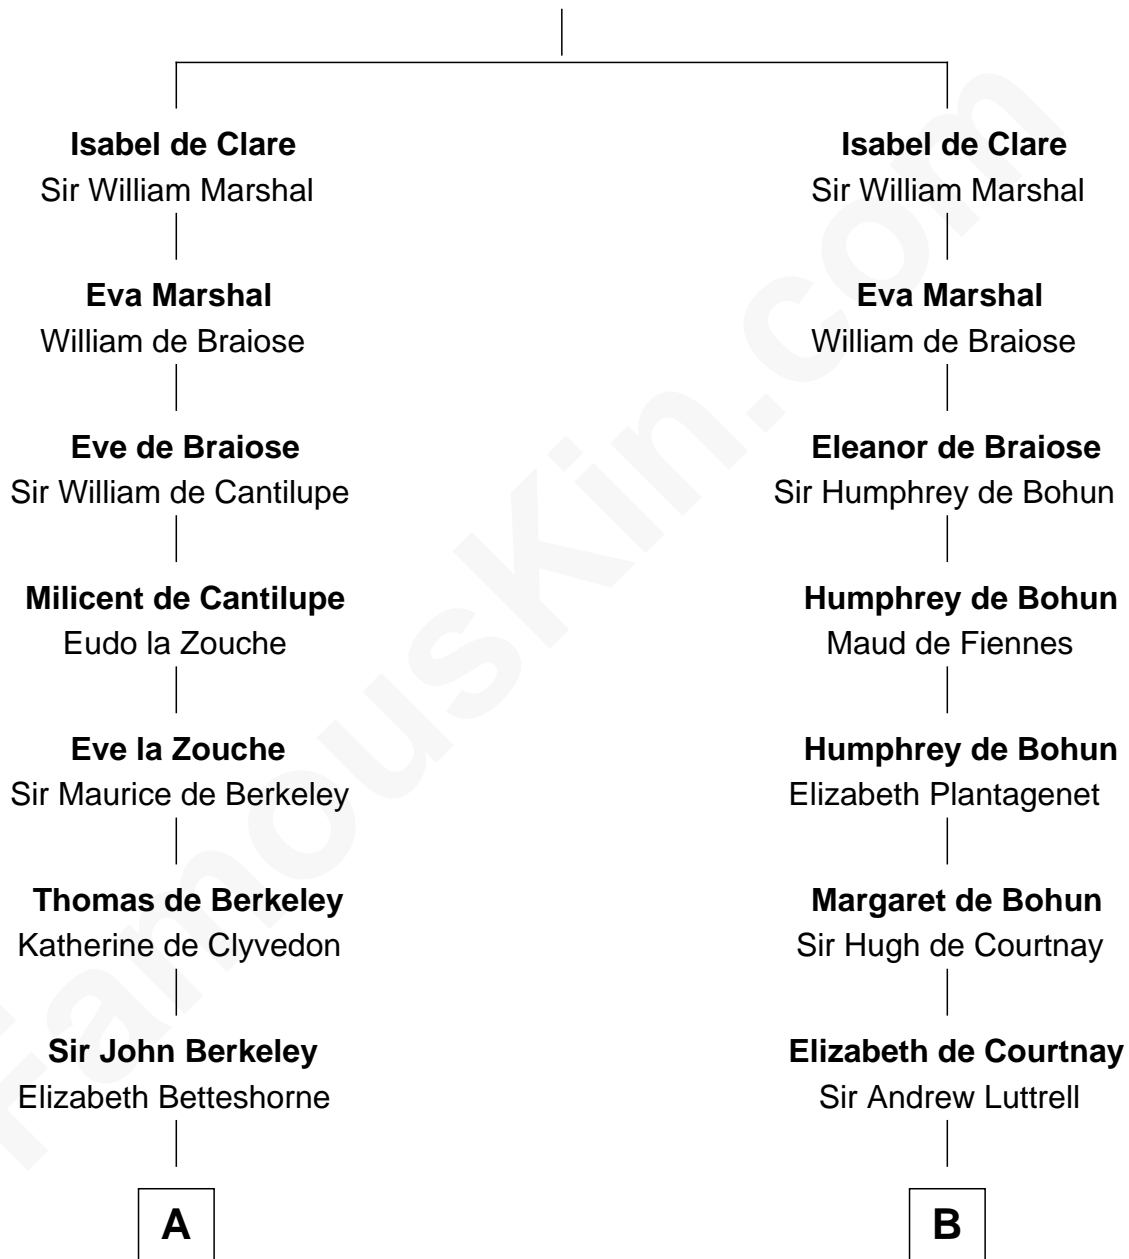 Isabel de Clare
Sir William Marshal
Eva Marshal
William de Braiose
Eve de Braiose
Sir William de Cantilupe
Milicent de Cantilupe
Eudo la Zouche
Eve la Zouche
Sir Maurice de Berkeley
Thomas de Berkeley
Katherine de Clyvedon
Sir John Berkeley
Elizabeth Betteshorne
A
Isabel de Clare
Sir William Marshal
Eva Marshal
William de Braiose
Eleanor de Braiose
Sir Humphrey de Bohun
Humphrey de Bohun
Maud de Fiennes
Humphrey de Bohun
Elizabeth Plantagenet
Margaret de Bohun
Sir Hugh de Courtnay
Elizabeth de Courtnay
Sir Andrew Luttrell
B
FamousKin.com